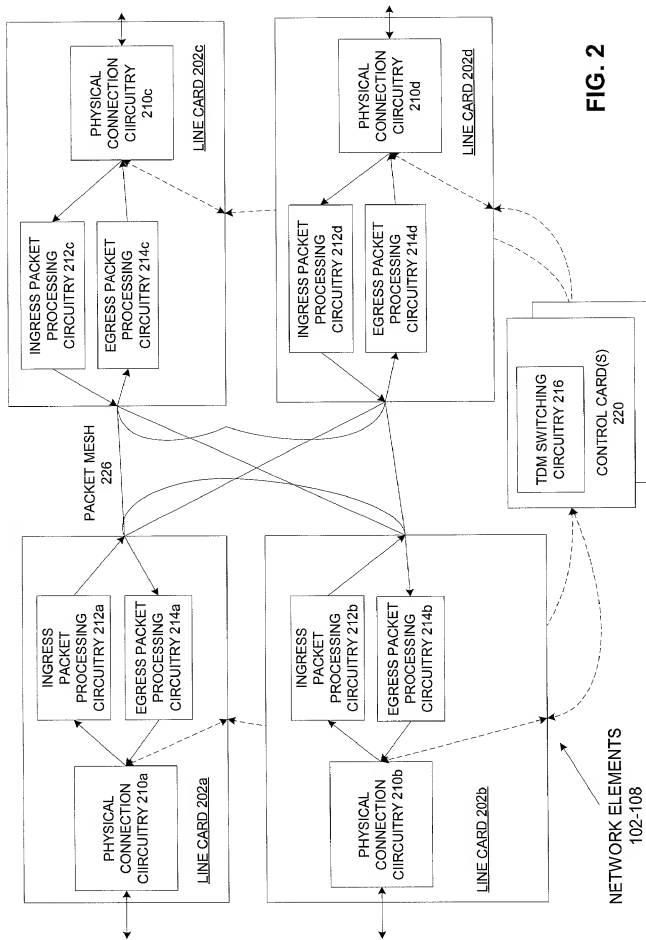 PHYSICAL
CONNECTION
CIIRCUITRY
210c
LINE CARD 202c
INGRESS PACKET
PROCESSING
CIRCUITRY 212c
EGRESS PACKET
PROCESSING
CIRCUITRY 214c
PHYSICAL
CONNECTION
CIIRCUITRY
210d
LINE CARD 202d
INGRESS PACKET
PROCESSING
CIRCUITRY 212d
EGRESS PACKET
PROCESSING
CIRCUITRY 214d
FIG. 2
PACKET MESH
226
TDM SWITCHING
CIRCUITRY 216
CONTROL CARD(S)
220
INGRESS
PACKET
PROCESSING
CIRCUITRY 212a
EGRESS PACKET
PROCESSING
CIRCUITRY 214a
PHYSICAL
CONNECTION
CIIRCUITRY 210a
LINE CARD 202a
INGRESS
PACKET
PROCESSING
CIRCUITRY 212b
EGRESS PACKET
PROCESSING
CIRCUITRY 214b
PHYSICAL
CONNECTION
CIIRCUITRY 210b
LINE CARD 202b
NETWORK ELEMENTS
102-108